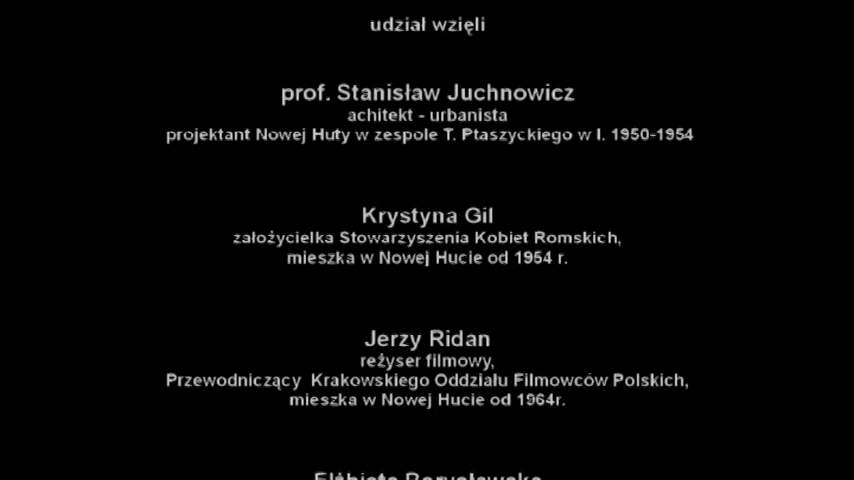 udział wzięli
prof. Stanisław Juchnowicz
achitekt - urbanista
projektant Nowej Huty w zespole T. Ptaszyckiego w l. 1950-1954
Krystyna Gil
założycielka Stowarzyszenia Kobiet Romskich,
mieszka w Nowej Hucie od 1954 r.
Jerzy Ridan
reżyser filmowy,
Przewodniczący Krakowskiego Oddziału Filmowców Polskich,
mieszka w Nowej Hucie od 1964r.
Elżbieta